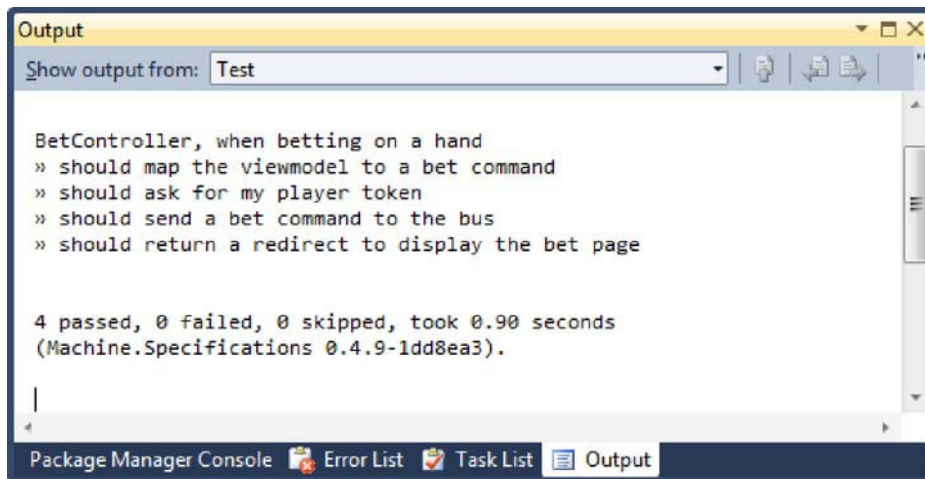 Output
Show output from: Test
BetController, when betting on a hand
» should map the viewmodel to a bet command
» should ask for my player token
» should send a bet command to the bus
» should return a redirect to display the bet page
4 passed, 0 failed, 0 skipped, took 0.90 seconds
(Machine.Specifications 0.4.9-1dd8ea3).
Package Manager Console Error List Task List Output